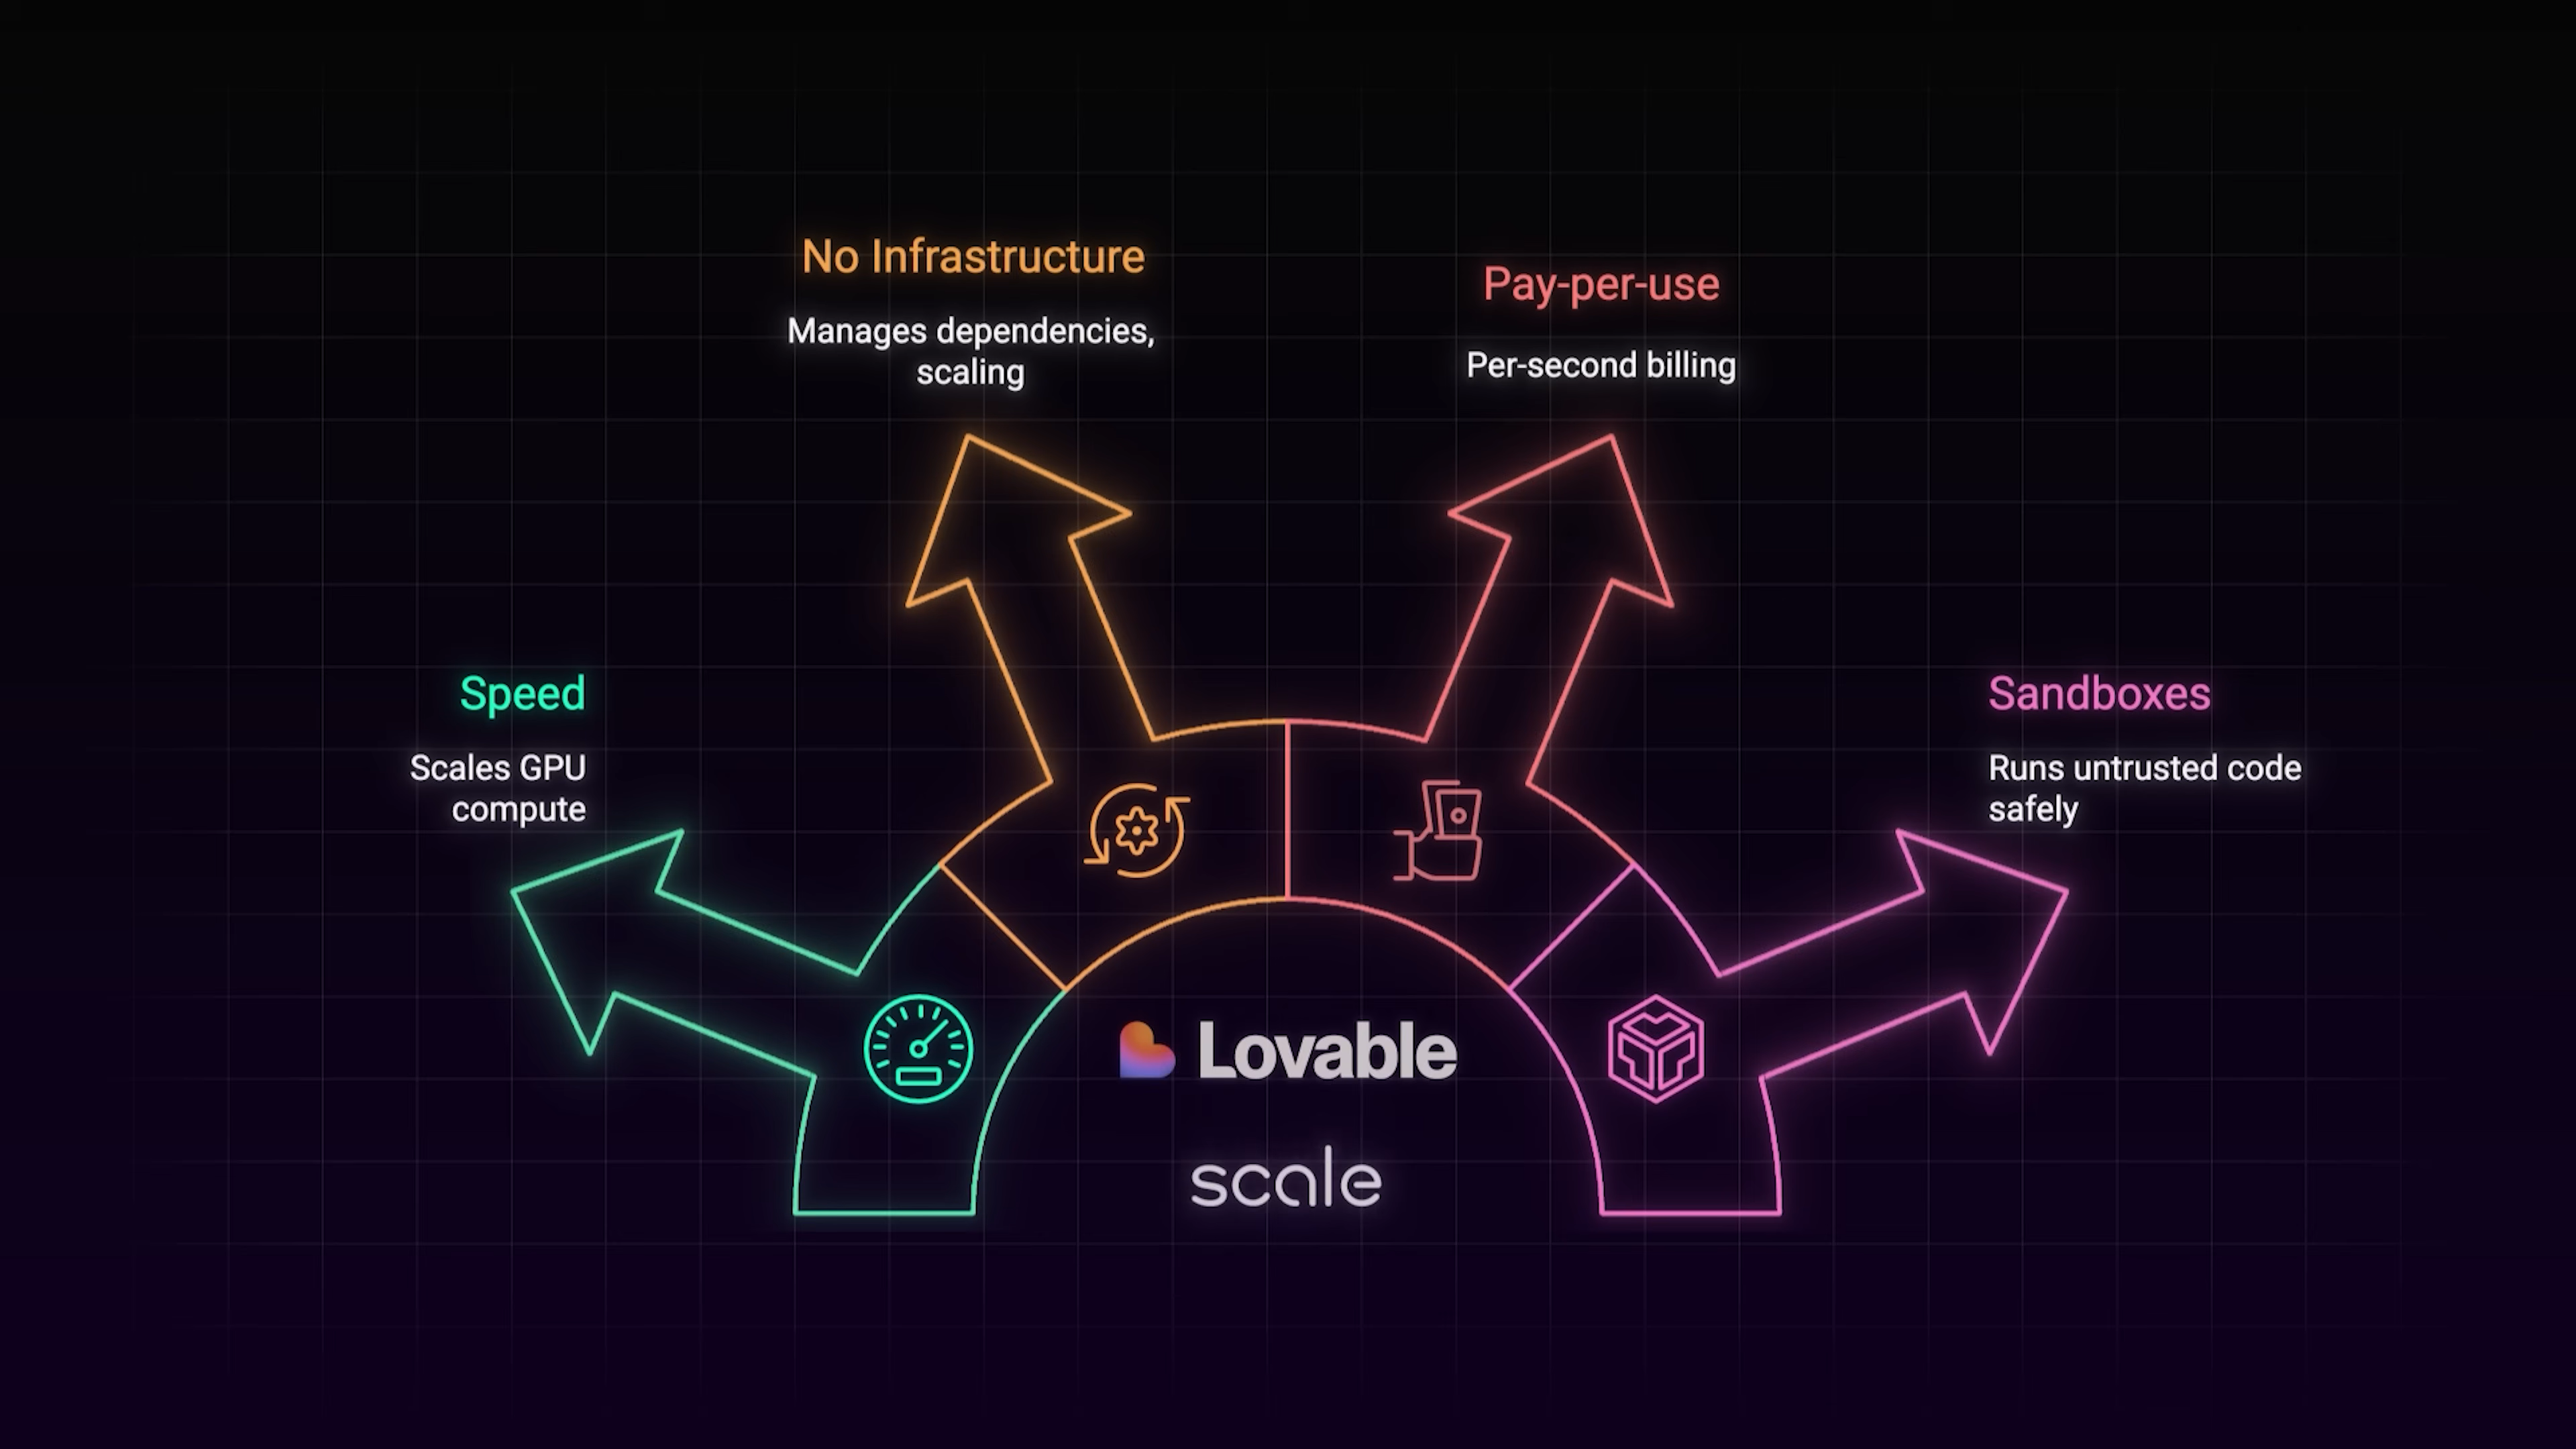 No Infrastructure
Manages dependencies,
scaling
Pay-per-use
Per-second billing
Speed
Scales GPU
compute
Sandboxes
Runs untrusted code
safely
Lovable
scale